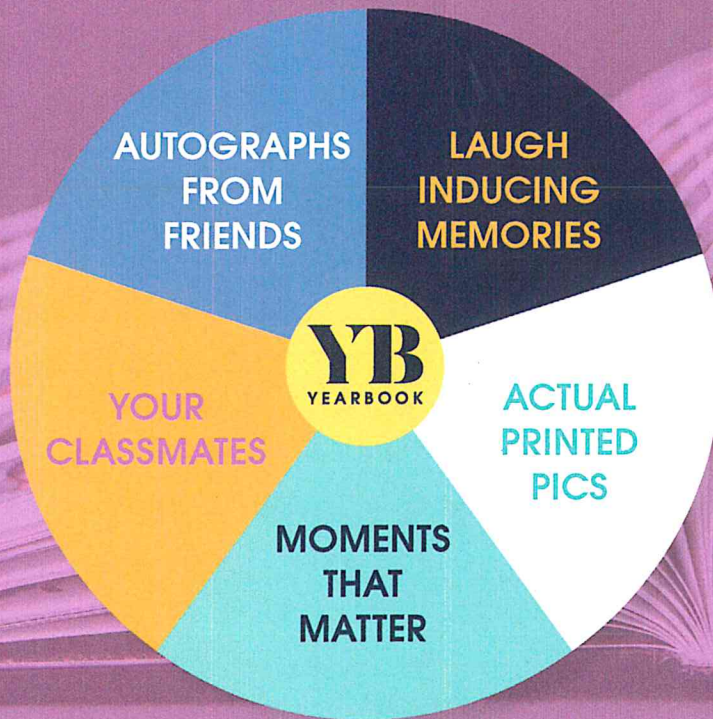 AUTOGRAPHS
FROM
FRIENDS
LAUGH
INDUCING
MEMORIES
YB
YEARBOOK
YOUR
CLASSMATES
ACTUAL
PRINTED
PICS
MOMENTS
THAT
MATTER